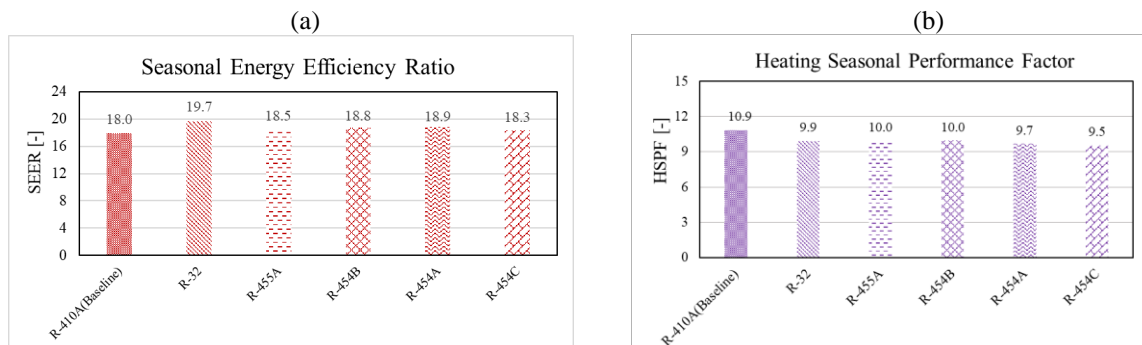 (a)
Seasonal Energy Efficiency Ratio
SEER [-]
24
20
16
12
8
4
0
18.0
19.7
18.5
18.8
18.9
18.3
R-410A(Baseline)
R-32
R-455A
R-454B
R-454A
R-454C
(b)
Heating Seasonal Performance Factor
HSPF [-]
15
12
9
6
3
0
10.9
9.9
10.0
10.0
9.7
9.5
R-410A(Baseline)
R-32
R-455A
R-454B
R-454A
R-454C